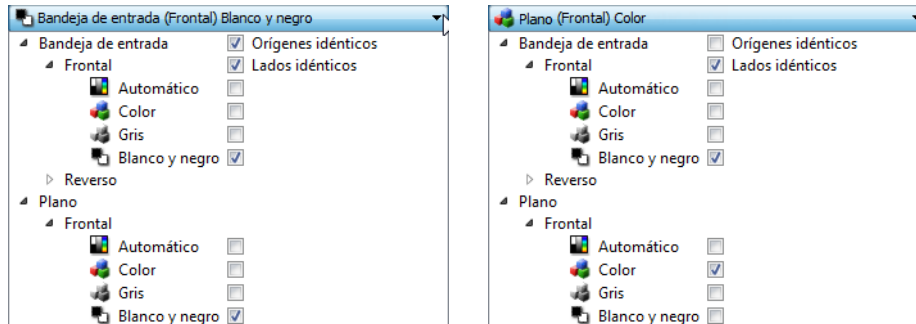 Bandeja de entrada (Frontal) Blanco y negro
Bandeja de entrada Orígenes idénticos
Frontal Lados idénticos
Automático
Color
Gris
Blanco y negro
Reverso
Plano
Frontal
Automático
Color
Gris
Blanco y negro
Plano (Frontal) Color
Bandeja de entrada Orígenes idénticos
Frontal Lados idénticos
Automático
Color
Gris
Blanco y negro
Reverso
Plano
Frontal
Automático
Color
Gris
Blanco y negro